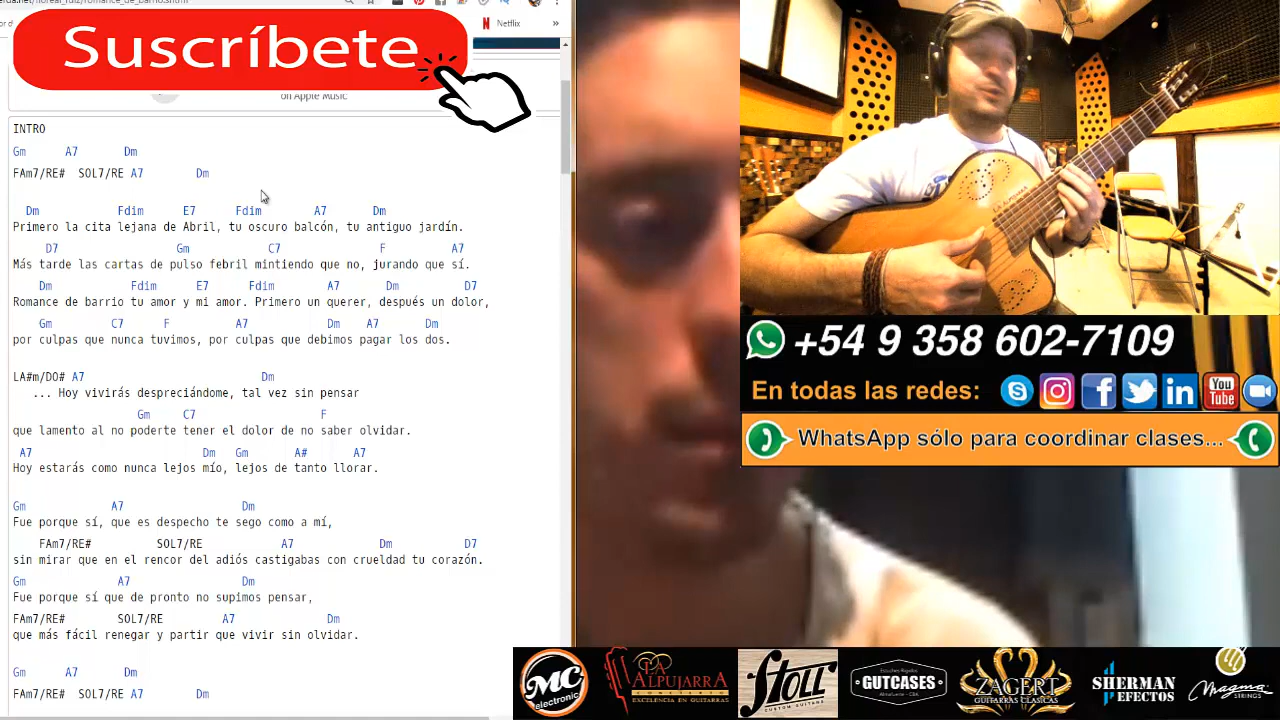 Netflix
Suscríbete
on Apple Music
INTRO
Gm A7 Dm
FAm7/RE# SOL7/RE A7 Dm
Dm Fdim E7 Fdim A7 Dm
Primero la cita lejana de Abril, tu oscuro balcón, tu antiguo jardín.
D7 Gm C7 F A7
Más tarde las cartas de pulso febril mintiendo que no, jurando que sí.
Dm Fdim E7 Fdim A7 Dm D7
Romance de barrio tu amor y mi amor. Primero un querer, después un dolor,
Gm C7 F A7 Dm A7 Dm
por culpas que nunca tuvimos, por culpas que debimos pagar los dos.
LA#m/DO# A7 Dm
... Hoy vivirás despreciándome, tal vez sin pensar
Gm C7 F
que lamento al no poderte tener el dolor de no saber olvidar.
A7 Dm Gm A# A7
Hoy estarás como nunca lejos mío, lejos de tanto llorar.
Gm A7 Dm
Fue porque sí, que es despecho te sego como a mí,
FAm7/RE# SOL7/RE A7 Dm D7
sin mirar que en el rencor del adiós castigabas con crueldad tu corazón.
Gm A7 Dm
Fue porque sí que de pronto no supimos pensar,
FAm7/RE# SOL7/RE A7 Dm
que más fácil renegar y partir que vivir sin olvidar.
Gm A7 Dm
FAm7/RE# SOL7/RE A7 Dm
+54 9 358 602-7109
En todas las redes:
in
You
Tube
WhatsApp sólo para coordinar clases...
MC
electronic
LA
ALPUJARRA
EXCELENCIA EN GUITARRAS
STOLL
CUSTOM GUITARS
GUTCASES
ZAGERT
GUITARRAS CLASICAS
SHERMAN
EFECTOS
Magma
STRINGS